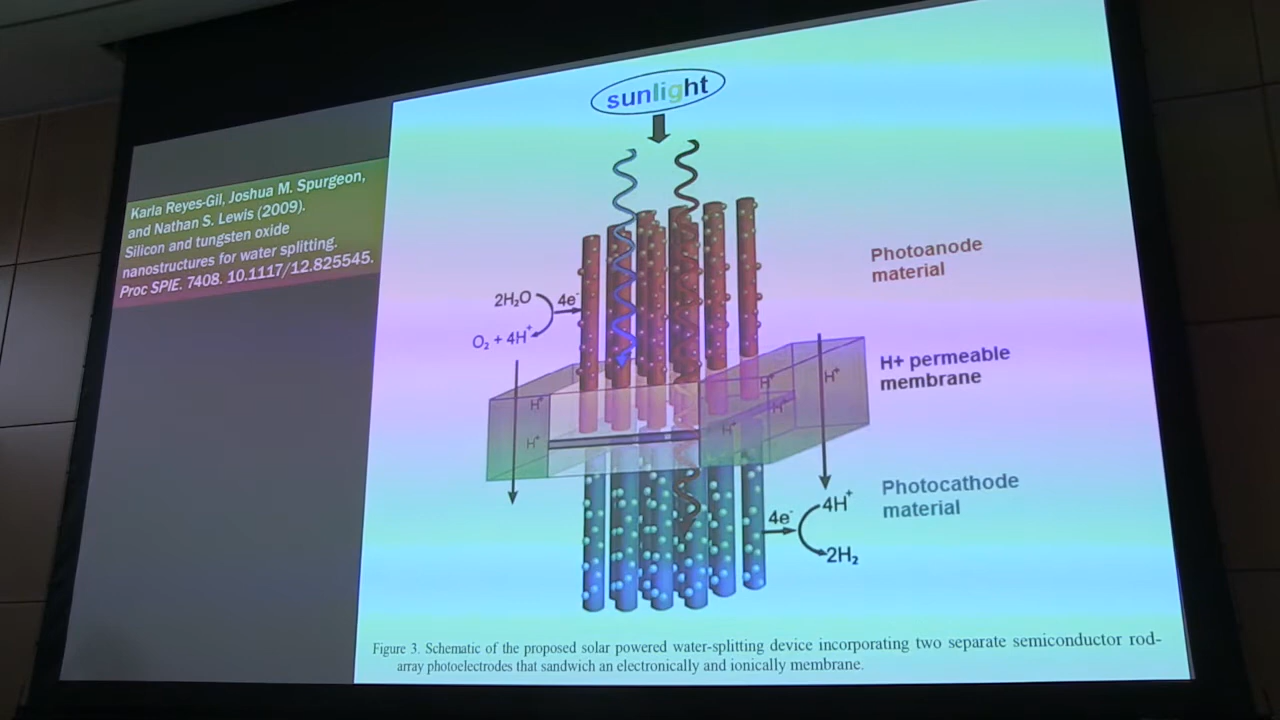 sunlight
Karla Reyes-Gil, Joshua M. Spurgeon,
and Nathan S. Lewis (2009).
Silicon and tungsten oxide
nanostructures for water splitting.
Proc SPIE. 7408. 10.1117/12.825545.
Photoanode
material
2H₂O
4e⁻
O₂ + 4H⁺
H+ permeable
membrane
H⁺
H⁺
H⁺
H⁺
H⁺
H⁺
Photocathode
material
4e⁻
4H⁺
2H₂
Figure 3. Schematic of the proposed solar powered water-splitting device incorporating two separate semiconductor rod-
array photoelectrodes that sandwich an electronically and ionically membrane.